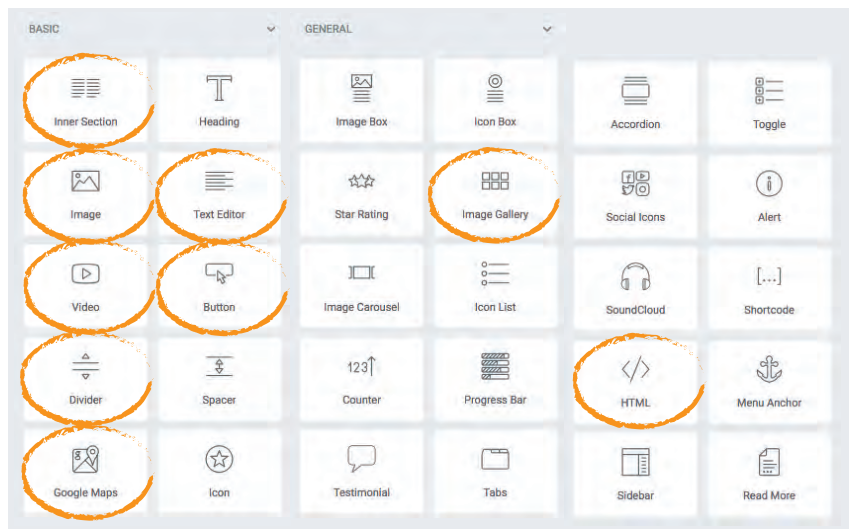 BASIC
GENERAL
Inner Section
Heading
Image Box
Icon Box
Accordion
Toggle
Image
Text Editor
Star Rating
Image Gallery
Social Icons
Alert
Video
Button
Image Carousel
Icon List
SoundCloud
[...]
Shortcode
Divider
Spacer
123
Counter
Progress Bar
</>
HTML
Menu Anchor
Google Maps
Icon
Testimonial
Tabs
Sidebar
Read More